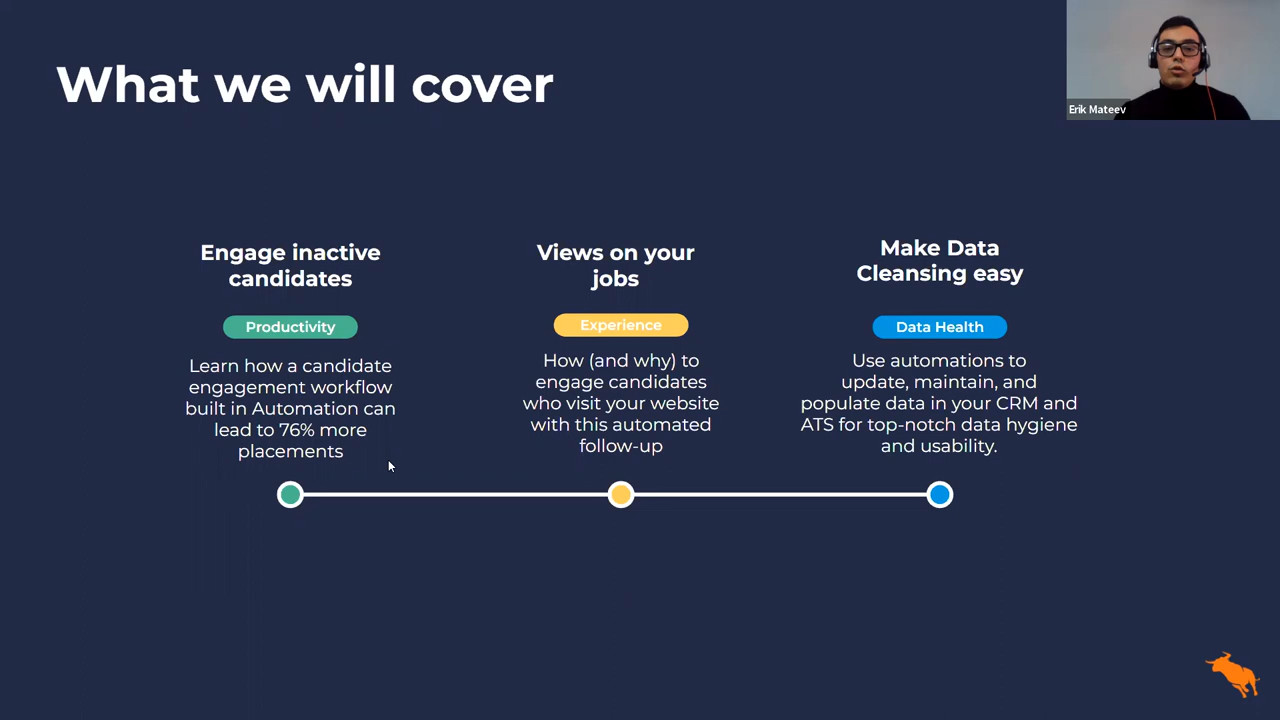 What we will cover
Erik Mateev
Engage inactive
candidates
Productivity
Learn how a candidate
engagement workflow
built in Automation can
lead to 76% more
placements
Views on your
jobs
Experience
How (and why) to
engage candidates
who visit your website
with this automated
follow-up
Make Data
Cleansing easy
Data Health
Use automations to
update, maintain, and
populate data in your CRM and
ATS for top-notch data hygiene
and usability.